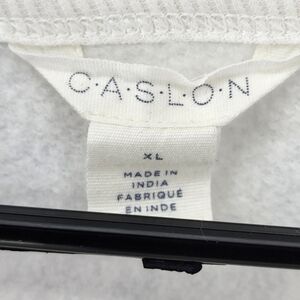 C·A·S·L·O·N
XL
MADE IN
INDIA
FABRIQUÉ
EN INDE